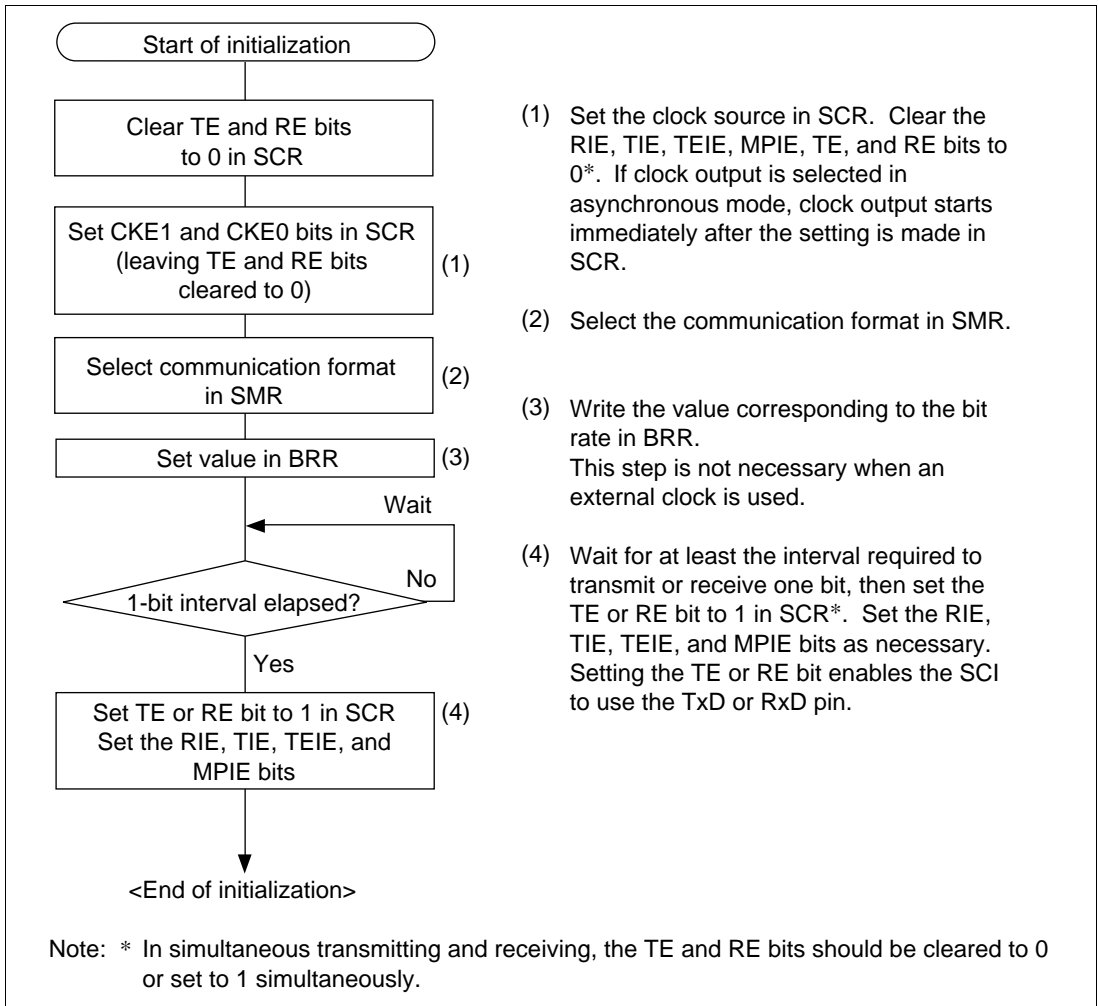 Start of initialization
Clear TE and RE bits
to 0 in SCR
Set CKE1 and CKE0 bits in SCR
(leaving TE and RE bits
cleared to 0)
(1)
Select communication format
in SMR
(2)
Set value in BRR
(3)
Wait
1-bit interval elapsed?
No
Yes
Set TE or RE bit to 1 in SCR
Set the RIE, TIE, TEIE, and
MPIE bits
(4)
<End of initialization>
(1) Set the clock source in SCR. Clear the
RIE, TIE, TEIE, MPIE, TE, and RE bits to
0*. If clock output is selected in
asynchronous mode, clock output starts
immediately after the setting is made in
SCR.
(2) Select the communication format in SMR.
(3) Write the value corresponding to the bit
rate in BRR.
This step is not necessary when an
external clock is used.
(4) Wait for at least the interval required to
transmit or receive one bit, then set the
TE or RE bit to 1 in SCR*. Set the RIE,
TIE, TEIE, and MPIE bits as necessary.
Setting the TE or RE bit enables the SCI
to use the TxD or RxD pin.
Note: * In simultaneous transmitting and receiving, the TE and RE bits should be cleared to 0
or set to 1 simultaneously.